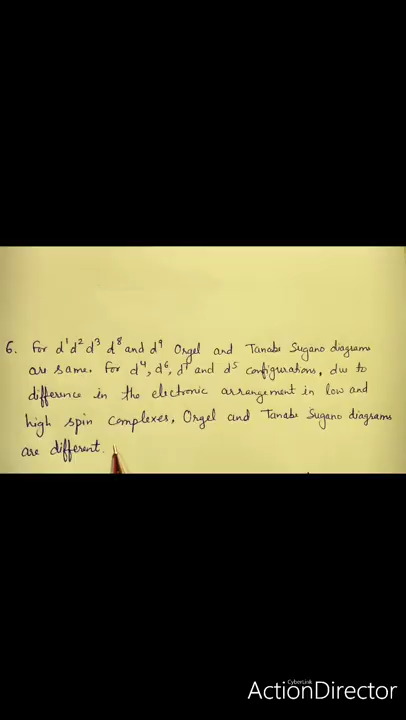 6. For d¹ d² d³ d⁸ and d⁹ Orgel and Tanabe Sugano diagrams
are same. For d⁴, d⁶, d⁷ and d⁵ configurations, due to
difference in the electronic arrangement in low and
high spin complexes, Orgel and Tanabe Sugano diagrams
are different.
CyberLink
ActionDirector